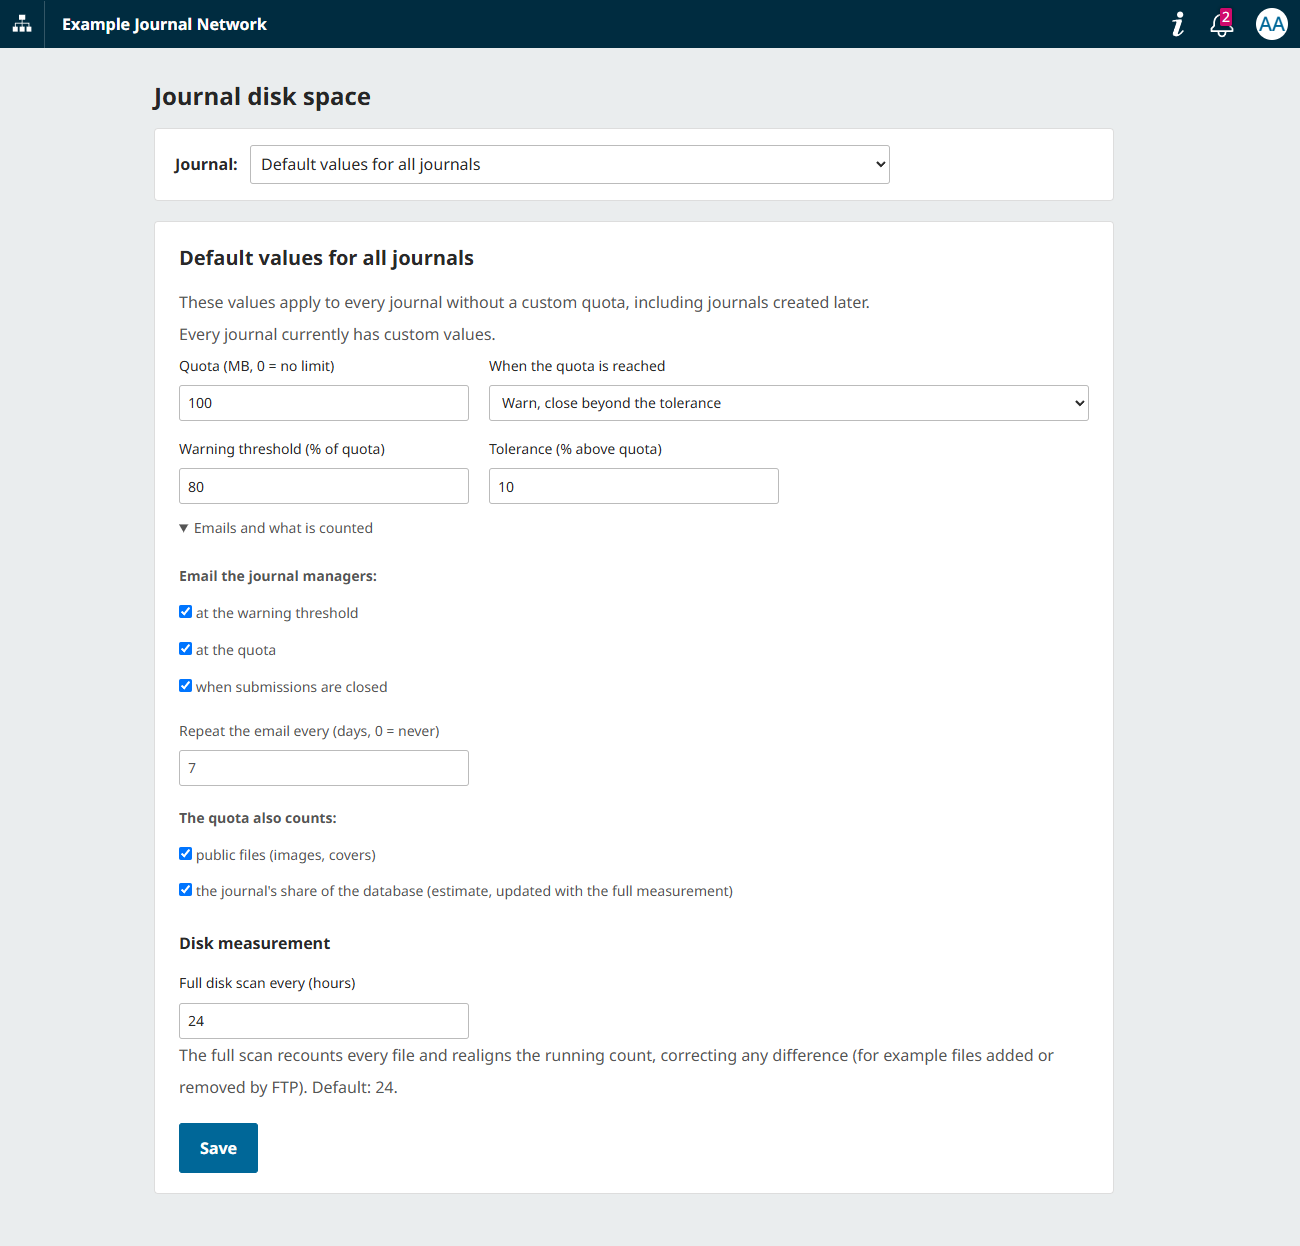 Example Journal Network
2
AA
Journal disk space
Journal:
Default values for all journals
Default values for all journals
These values apply to every journal without a custom quota, including journals created later.
Every journal currently has custom values.
Quota (MB, 0 = no limit)
When the quota is reached
100
Warn, close beyond the tolerance
Warning threshold (% of quota)
Tolerance (% above quota)
80
10
▼ Emails and what is counted
Email the journal managers:
at the warning threshold
at the quota
when submissions are closed
Repeat the email every (days, 0 = never)
7
The quota also counts:
public files (images, covers)
the journal's share of the database (estimate, updated with the full measurement)
Disk measurement
Full disk scan every (hours)
24
The full scan recounts every file and realigns the running count, correcting any difference (for example files added or
removed by FTP). Default: 24.
Save